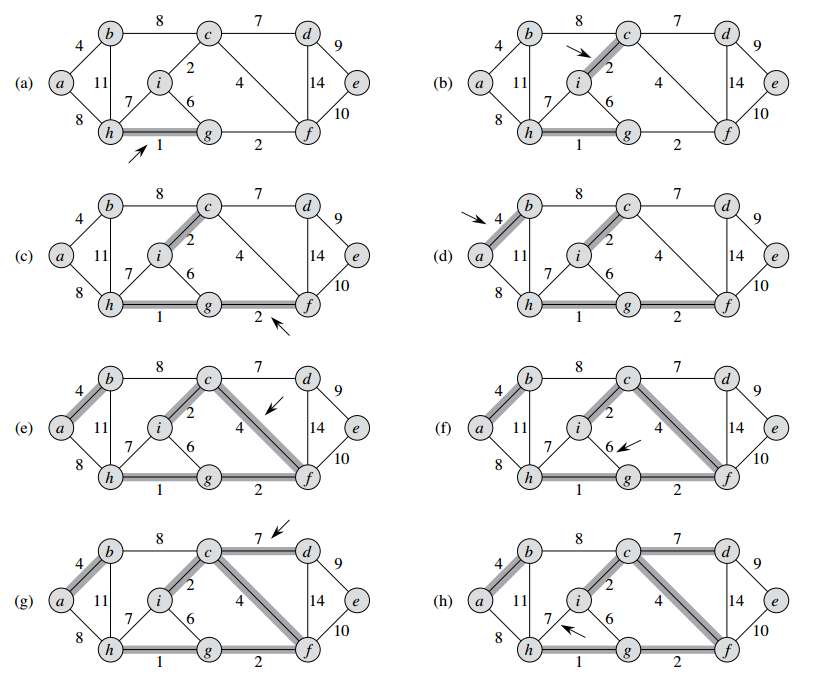 8 7
b c d
4 9
2
(a) a 11 i 4 14 e
7 6
8 10
h g f
1 2
8 7
b c d
4 9
2
(b) a 11 i 4 14 e
7 6
8 10
h g f
1 2
8 7
b c d
4 9
2
(c) a 11 i 4 14 e
7 6
8 10
h g f
1 2
8 7
b c d
4 9
2
(d) a 11 i 4 14 e
7 6
8 10
h g f
1 2
8 7
b c d
4 9
2
(e) a 11 i 4 14 e
7 6
8 10
h g f
1 2
8 7
b c d
4 9
2
(f) a 11 i 4 14 e
7 6
8 10
h g f
1 2
8 7
b c d
4 9
2
(g) a 11 i 4 14 e
7 6
8 10
h g f
1 2
8 7
b c d
4 9
2
(h) a 11 i 4 14 e
7 6
8 10
h g f
1 2